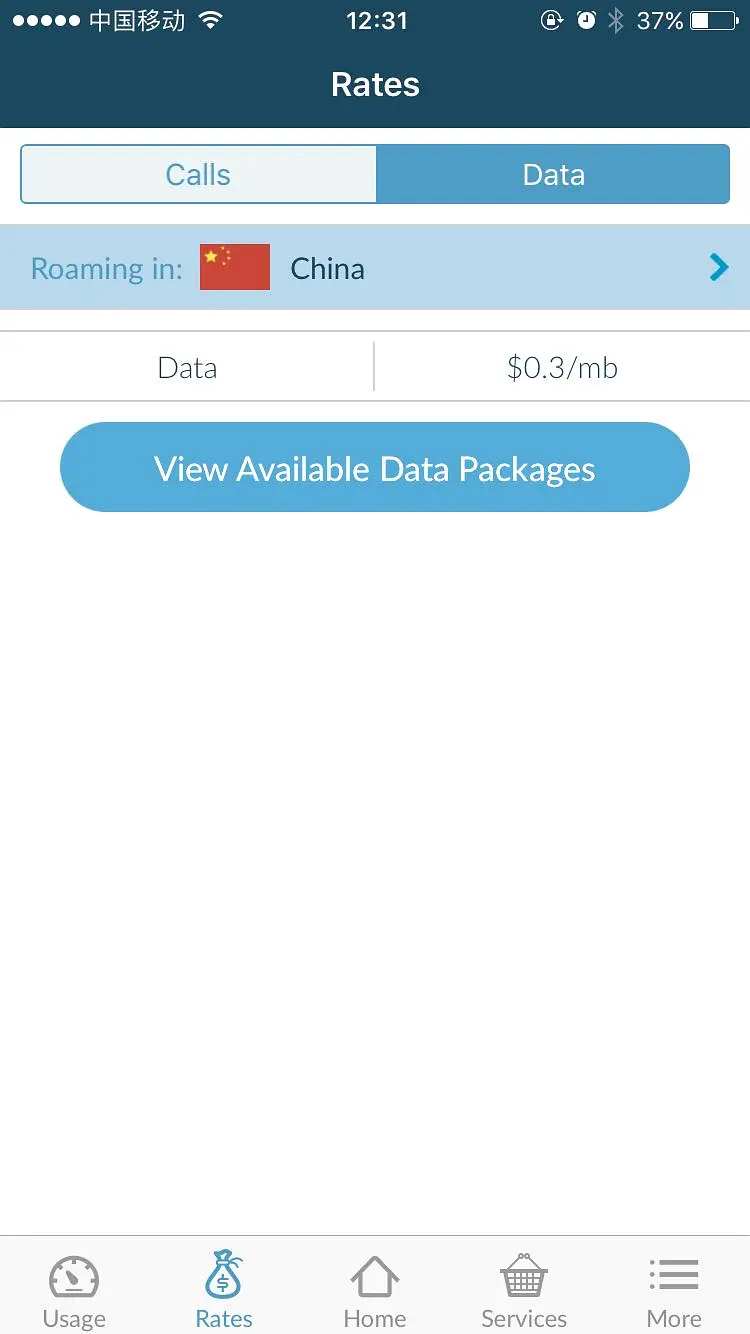 中国移动 12:31 37%
Rates
Calls Data
Roaming in: China
Data $0.3/mb
View Available Data Packages
Usage Rates Home Services More